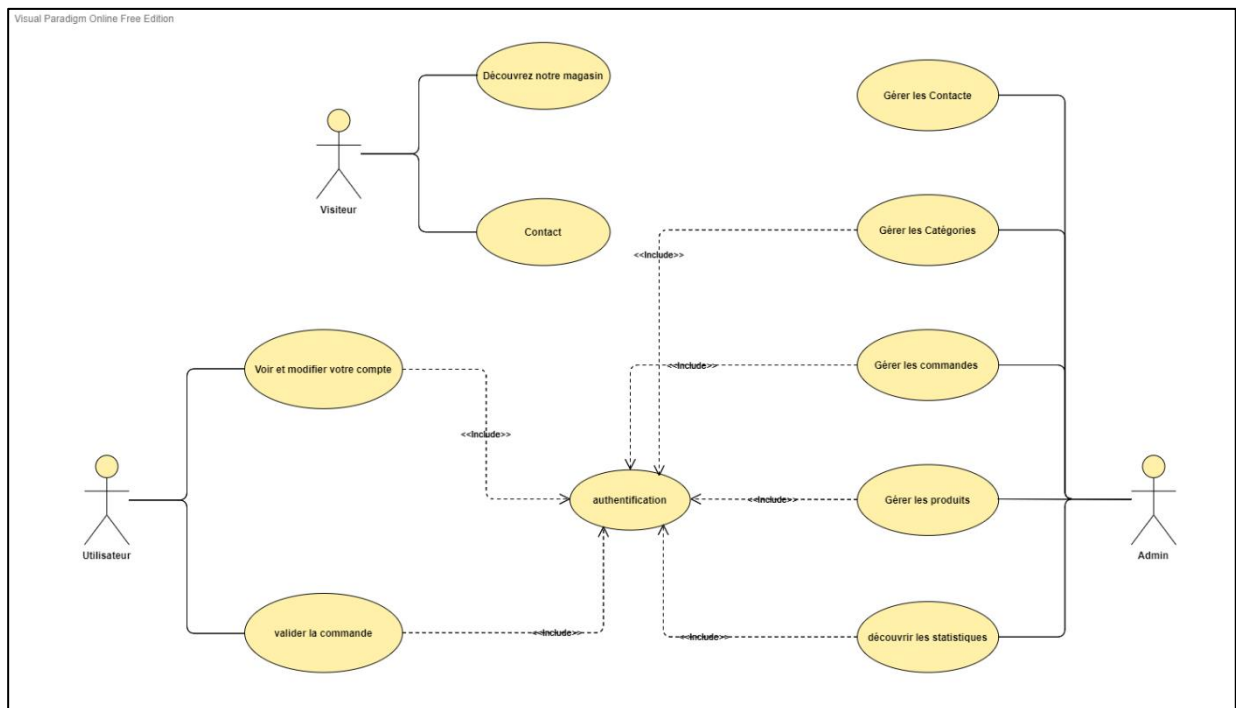 Visual Paradigm Online Free Edition
Découvrez notre magasin
Gérer les Contacte
Visiteur
Contact
Gérer les Catégories
<<Include>>
Voir et modifier votre compte
<<Include>>
Gérer les commandes
<<Include>>
authentification
<<Include>>
Gérer les produits
Utilisateur
Admin
valider la commande
<<Include>>
<<Include>>
découvrir les statistiques